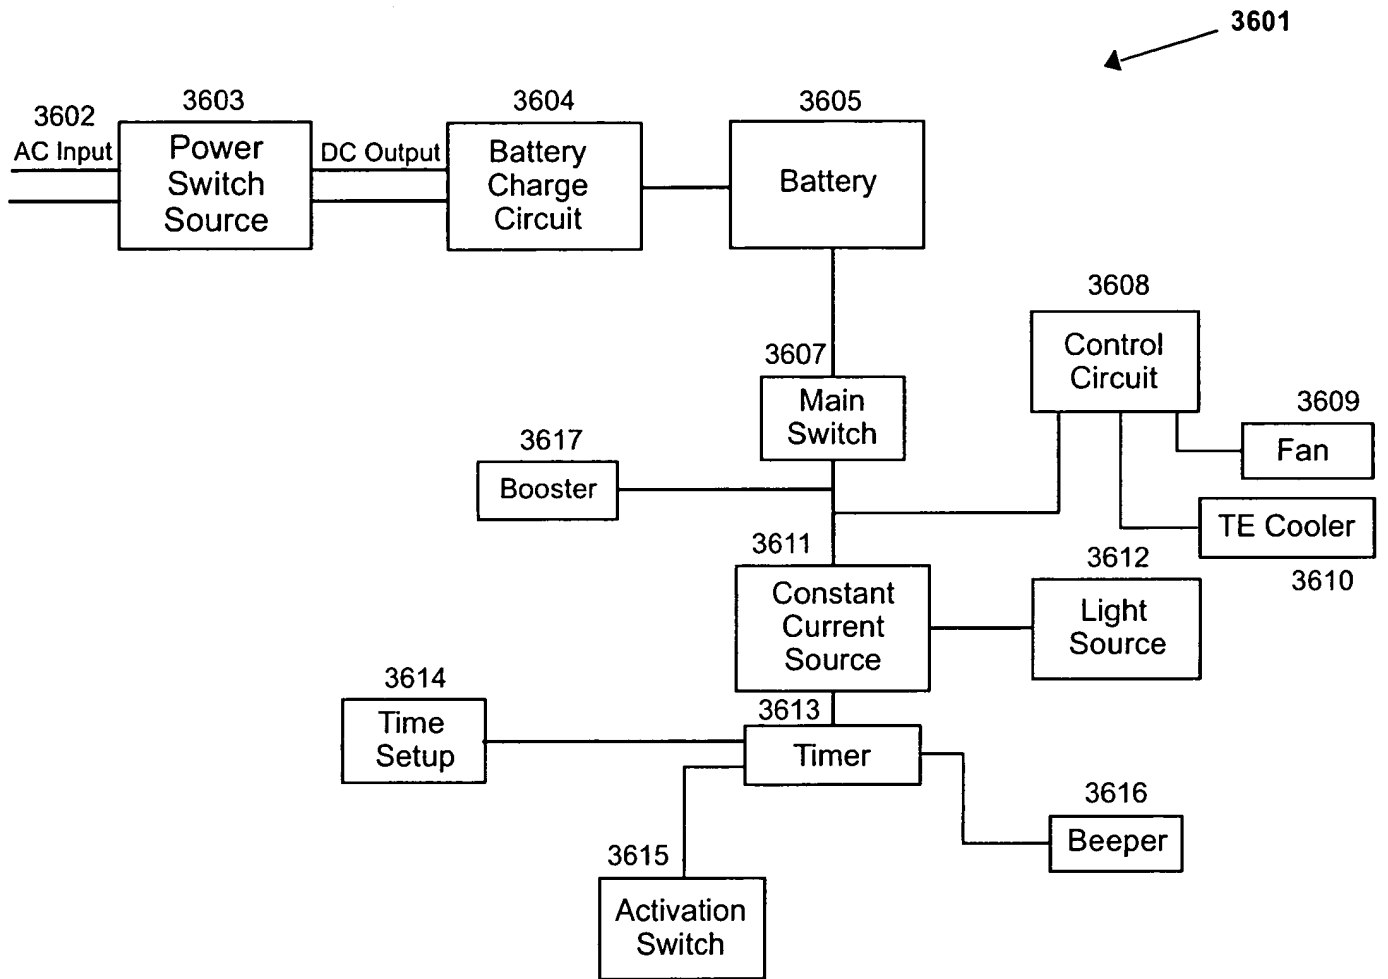 3601
3602
AC Input
3603
Power
Switch
Source
DC Output
3604
Battery
Charge
Circuit
3605
Battery
3607
Main
Switch
3608
Control
Circuit
3609
Fan
TE Cooler
3610
3617
Booster
3611
Constant
Current
Source
3612
Light
Source
3614
Time
Setup
3613
Timer
3615
Activation
Switch
3616
Beeper